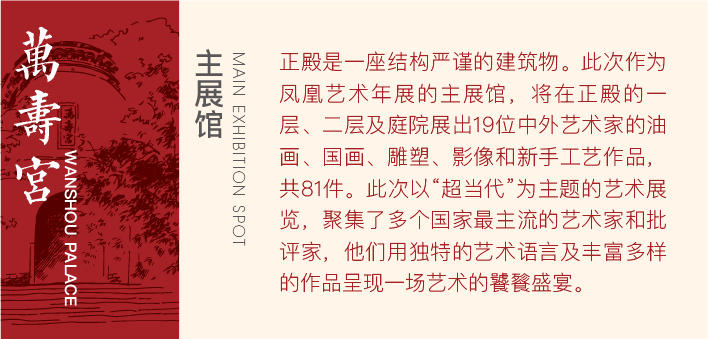 萬壽宮
WANSHOU PALACE
萬壽宮
主展馆
MAIN EXHIBITION SPOT
正殿是一座结构严谨的建筑物。此次作为
凤凰艺术年展的主展馆，将在正殿的一
层、二层及庭院展出19位中外艺术家的油
画、国画、雕塑、影像和新手工艺作品，
共81件。此次以“超当代”为主题的艺术展
览，聚集了多个国家最主流的艺术家和批
评家，他们用独特的艺术语言及丰富多样
的作品呈现一场艺术的饕餮盛宴。